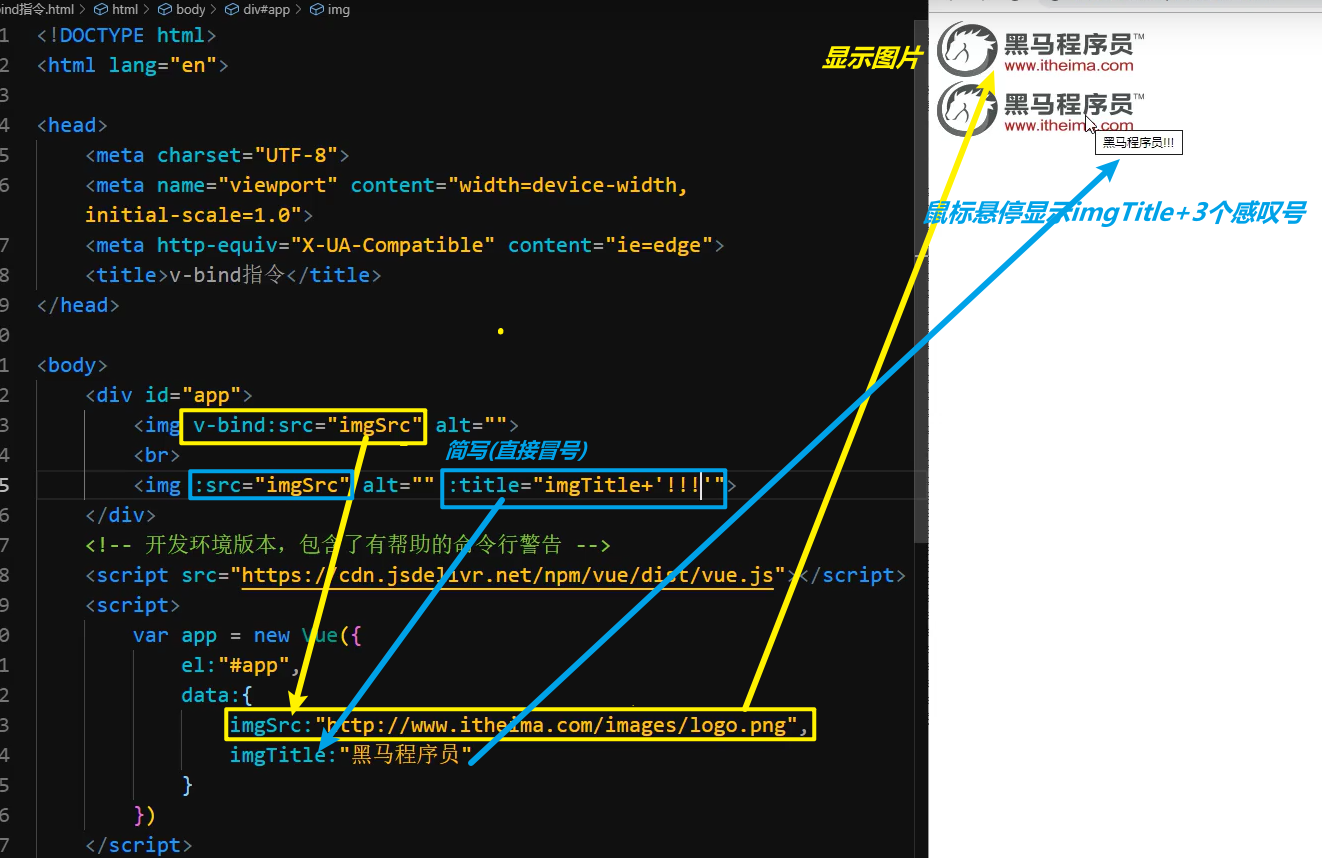 ind指令.html > html > body > div#app > img
1 <!DOCTYPE html>
2 <html lang="en">
3
4 <head>
5 <meta charset="UTF-8">
6 <meta name="viewport" content="width=device-width,
initial-scale=1.0">
7 <meta http-equiv="X-UA-Compatible" content="ie=edge">
8 <title>v-bind指令</title>
9 </head>
0
1 <body>
2 <div id="app">
3 <img v-bind:src="imgSrc" alt="">
简写(直接冒号)
4 <br>
5 <img :src="imgSrc" alt="" :title="imgTitle+'!!!'">
6 </div>
7 <!-- 开发环境版本，包含了有帮助的命令行警告 -->
8 <script src="https://cdn.jsdelivr.net/npm/vue/dist/vue.js"></script>
9 <script>
0 var app = new Vue({
1 el:"#app",
2 data:{
3 imgSrc:"http://www.itheima.com/images/logo.png",
4 imgTitle:"黑马程序员"
5 }
6 })
7 </script>
显示图片
黑马程序员™
www.itheima.com
黑马程序员™
www.itheima.com
黑马程序员!!!
鼠标悬停显示imgTitle+3个感叹号